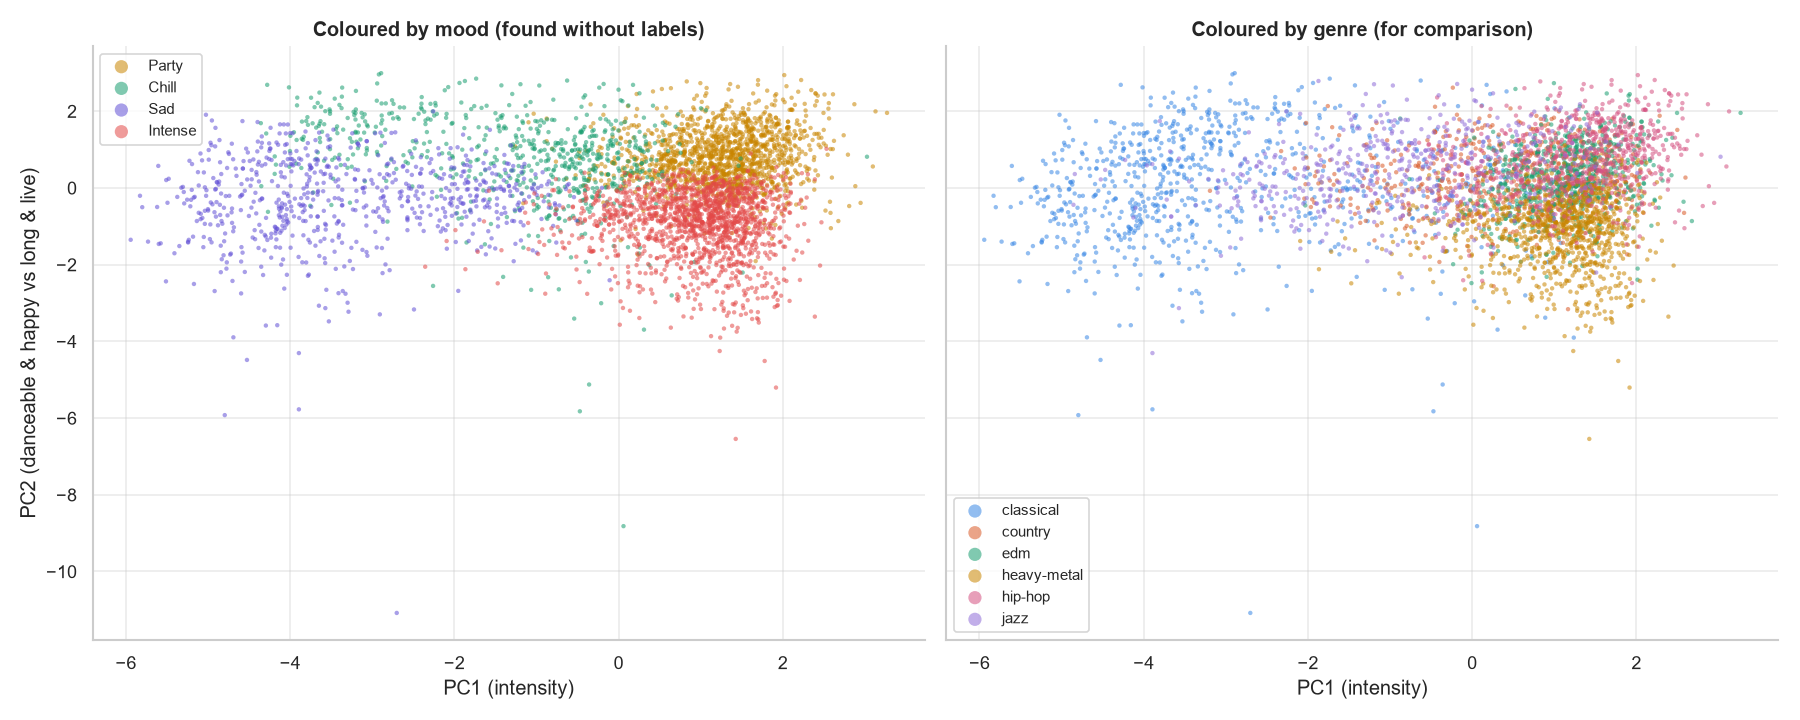 Coloured by mood (found without labels)
Party
Chill
Sad
Intense
PC2 (danceable & happy vs long & live)
2
0
−2
−4
−6
−8
−10
−6
−4
−2
0
2
PC1 (intensity)
Coloured by genre (for comparison)
classical
country
edm
heavy-metal
hip-hop
jazz
−6
−4
−2
0
2
PC1 (intensity)